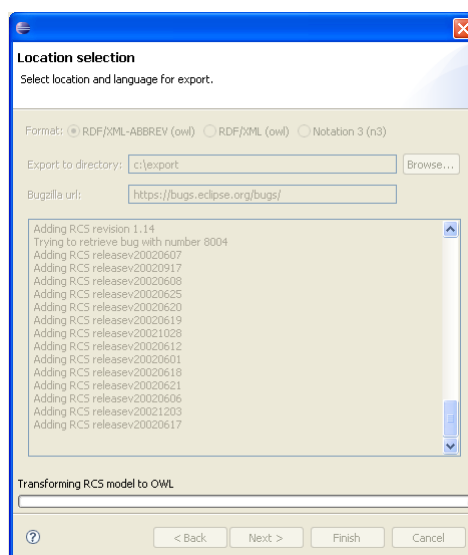 Location selection
Select location and language for export.
Format: RDF/XML-ABBREV (owl) RDF/XML (owl) Notation 3 (n3)
Export to directory: c:\export Browse...
Bugzilla url: https://bugs.eclipse.org/bugs/
Adding RCS revision 1.14
Trying to retrieve bug with number 8004
Adding RCS releasev20020607
Adding RCS releasev20020917
Adding RCS releasev20020608
Adding RCS releasev20020625
Adding RCS releasev20020620
Adding RCS releasev20020619
Adding RCS releasev20021028
Adding RCS releasev20020612
Adding RCS releasev20020601
Adding RCS releasev20020618
Adding RCS releasev20020621
Adding RCS releasev20020606
Adding RCS releasev20021203
Adding RCS releasev20020617
Transforming RCS model to OWL
? < Back Next > Finish Cancel